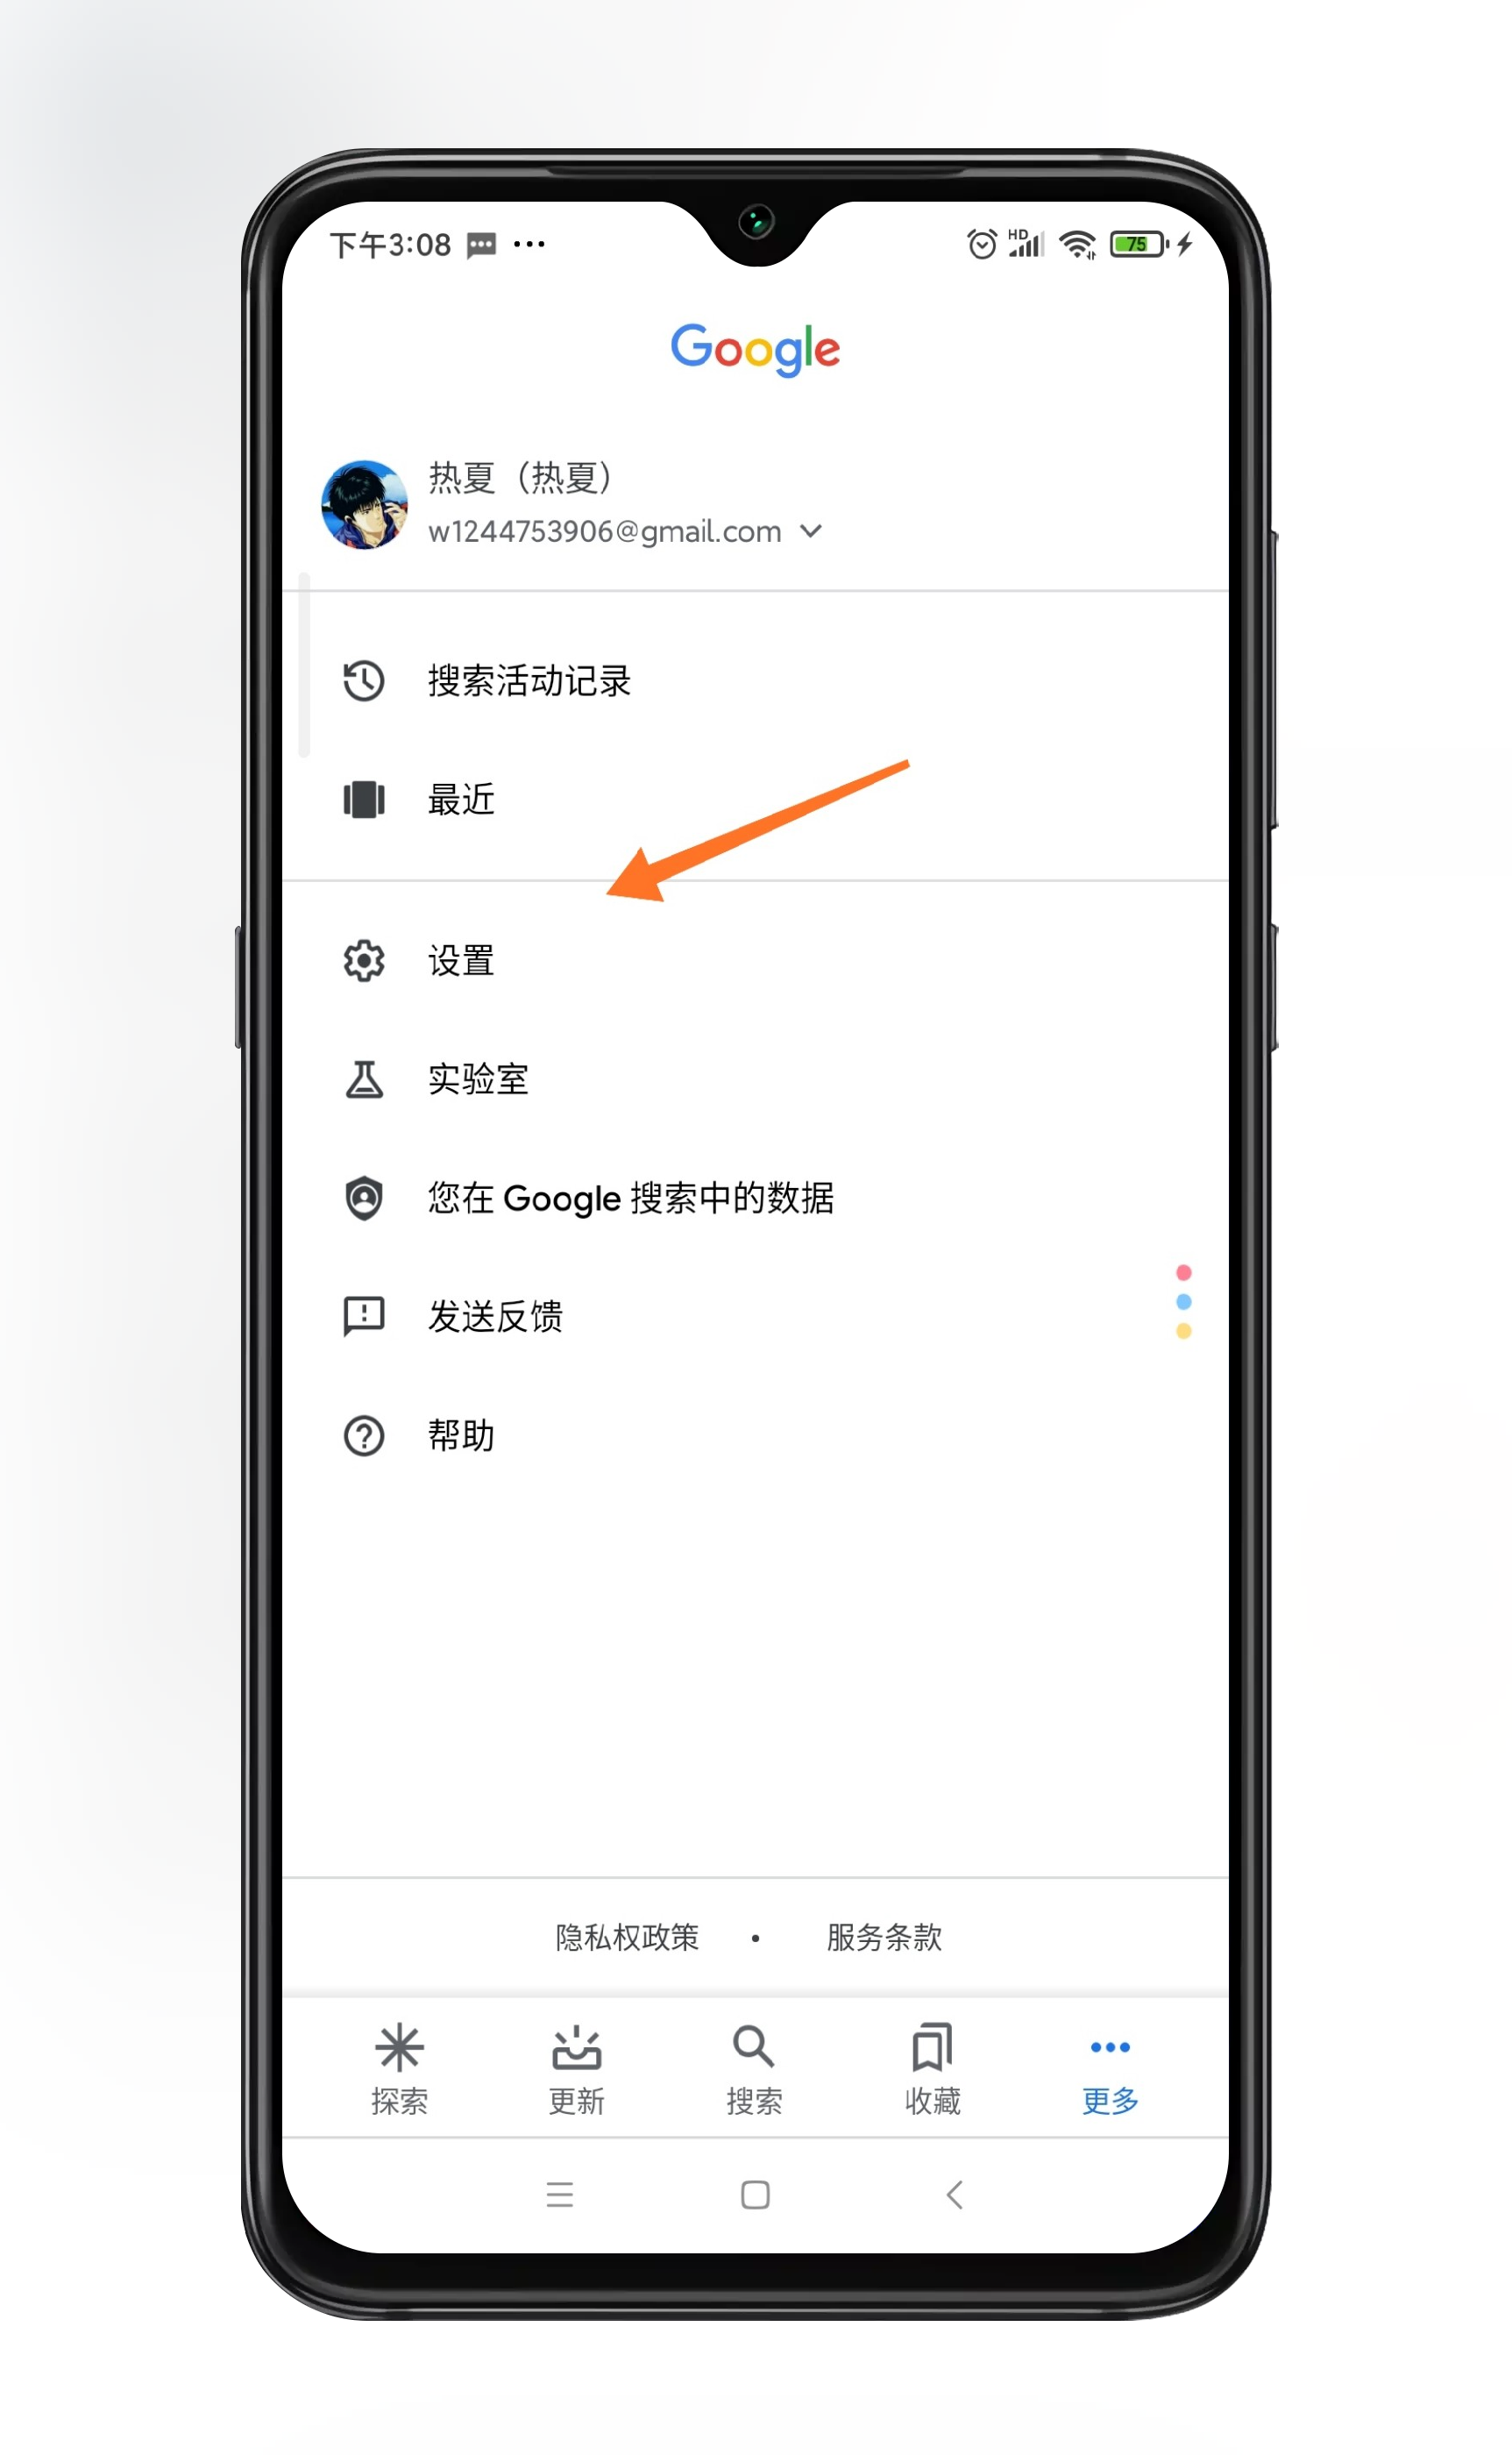 下午3:08
HD
75
Google
热夏（热夏）
w1244753906@gmail.com
搜索活动记录
最近
设置
实验室
您在 Google 搜索中的数据
发送反馈
帮助
隐私权政策 • 服务条款
探索 更新 搜索 收藏 更多